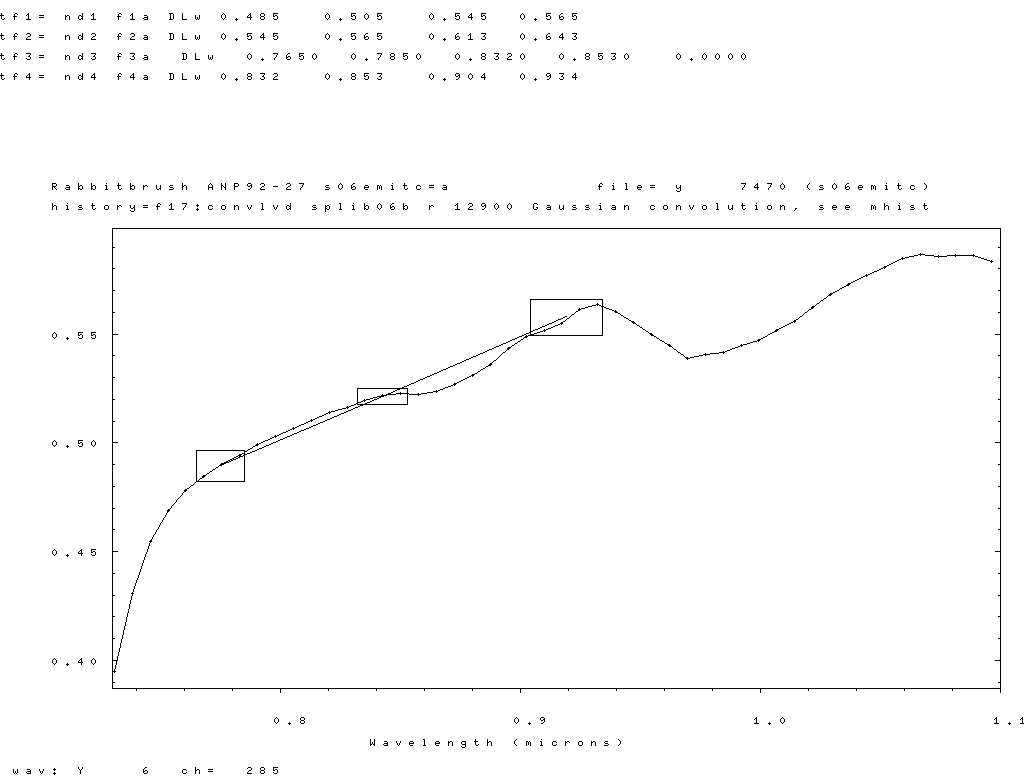 tf1= nd1 f1a DLw 0.485 0.505 0.545 0.565
tf2= nd2 f2a DLw 0.545 0.565 0.613 0.643
tf3= nd3 f3a DLw 0.7650 0.7850 0.8320 0.8530 0.0000
tf4= nd4 f4a DLw 0.832 0.853 0.904 0.934
Rabbitbrush ANP92-27 s06emitc=a file= y 7470 (s06emitc)
history=f17:convlvd splib06b r 12900 Gaussian convolution, see mhist
0.55
0.50
0.45
0.40
0.8 0.9 1.0 1.1
Wavelength (microns)
wav: Y 6 ch= 285